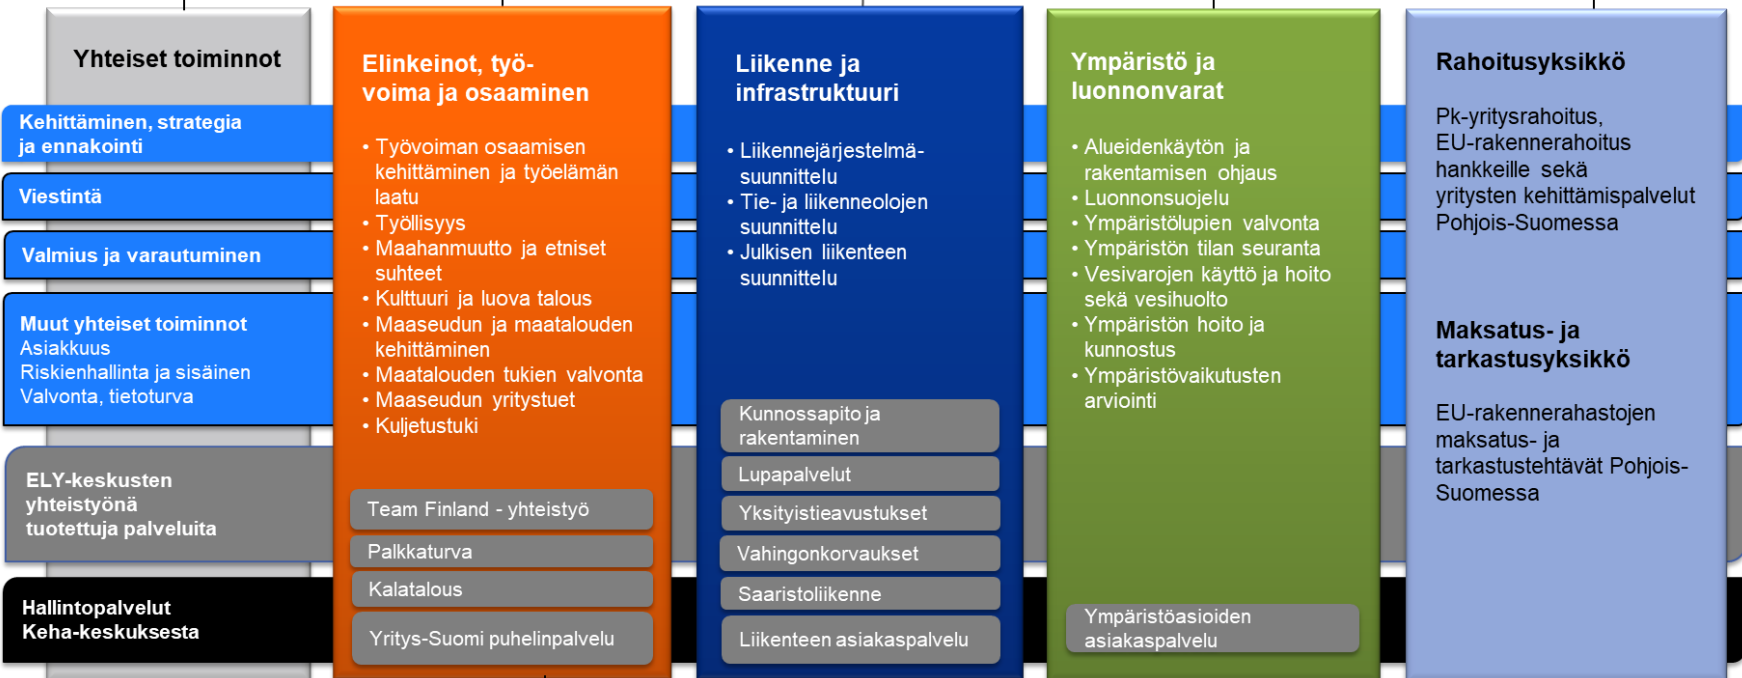 Yhteiset toiminnot
Kehittäminen, strategia
ja ennakointi
Viestintä
Valmius ja varautuminen
Muut yhteiset toiminnot
Asiakkuus
Riskienhallinta ja sisäinen
Valvonta, tietoturva
ELY-keskusten
yhteistyönä
tuotettuja palveluita
Hallintopalvelut
Keha-keskuksesta
Elinkeinot, työ-
voima ja osaaminen
• Työvoiman osaamisen
kehittäminen ja työelämän
laatu
• Työllisyys
• Maahanmuutto ja etniset
suhteet
• Kulttuuri ja luova talous
• Maaseudun ja maatalouden
kehittäminen
• Maatalouden tukien valvonta
• Maaseudun yritystuet
• Kuljetustuki
Team Finland - yhteistyö
Palkkaturva
Kalatalous
Yritys-Suomi puhelinpalvelu
Liikenne ja
infrastruktuuri
• Liikennejärjestelmä-
suunnittelu
• Tie- ja liikenneolojen
suunnittelu
• Julkisen liikenteen
suunnittelu
Kunnossapito ja
rakentaminen
Lupapalvelut
Yksityistieavustukset
Vahingonkorvaukset
Saaristoliikenne
Liikenteen asiakaspalvelu
Ympäristö ja
luonnonvarat
• Alueidenkäytön ja
rakentamisen ohjaus
• Luonnonsuojelu
• Ympäristölupien valvonta
• Ympäristön tilan seuranta
• Vesivarojen käyttö ja hoito
sekä vesihuolto
• Ympäristön hoito ja
kunnostus
• Ympäristövaikutusten
arviointi
Ympäristöasioiden
asiakaspalvelu
Rahoitusyksikkö
Pk-yritysrahoitus,
EU-rakennerahoitus
hankkeille sekä
yritysten kehittämispalvelut
Pohjois-Suomessa
Maksatus- ja
tarkastusyksikkö
EU-rakennerahastojen
maksatus- ja
tarkastustehtävät Pohjois-
Suomessa